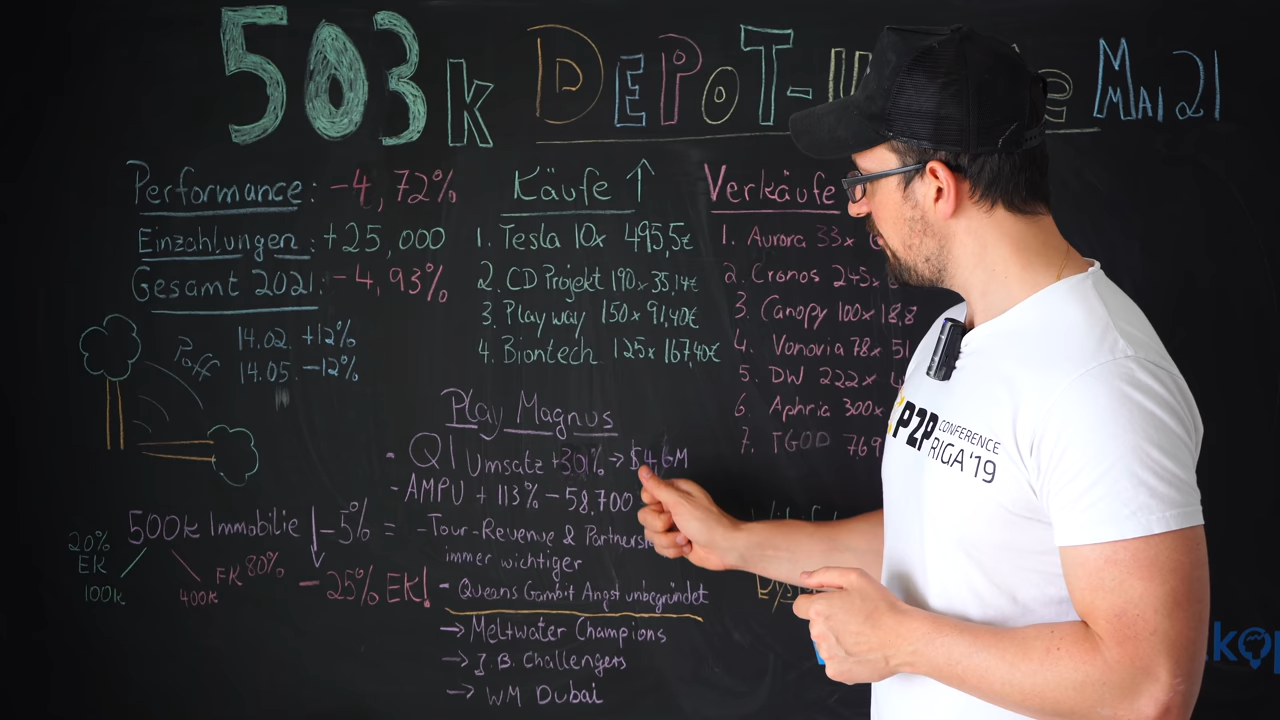 503k DEPOT- MAI 21
Performance: -4,72%
Einzahlungen: +25,000
Gesamt 2021: -4,93%
Puff
14.02. +12%
14.05. -12%
Käufe ↑
1. Tesla 10x 495,5€
2. CD Projekt 190x 35,14€
3. Playway 150x 91,40€
4. Biontech 125x 167,40€
Verkäufe
1. Aurora 33x
2. Cronos 245x
3. Canopy 100x 18,8
4. Vonovia 78x 51
5. DW 222x
6. Aphria 300x
7. TGOD 769
Play Magnus
- Q1 Umsatz +301% → $4,6M
- AMPU + 113% - 58,700
- Tour-Revenue & Partnersh
immer wichtiger
- Queens Gambit Angst unbegründet
→ Meltwater Champions
→ J.B. Challengers
→ WM Dubai
500k Immobilie ↓ -5% =
20%
EK
100k
FK 80%
400k
-25% EK!
P2P CONFERENCE
RIGA '19